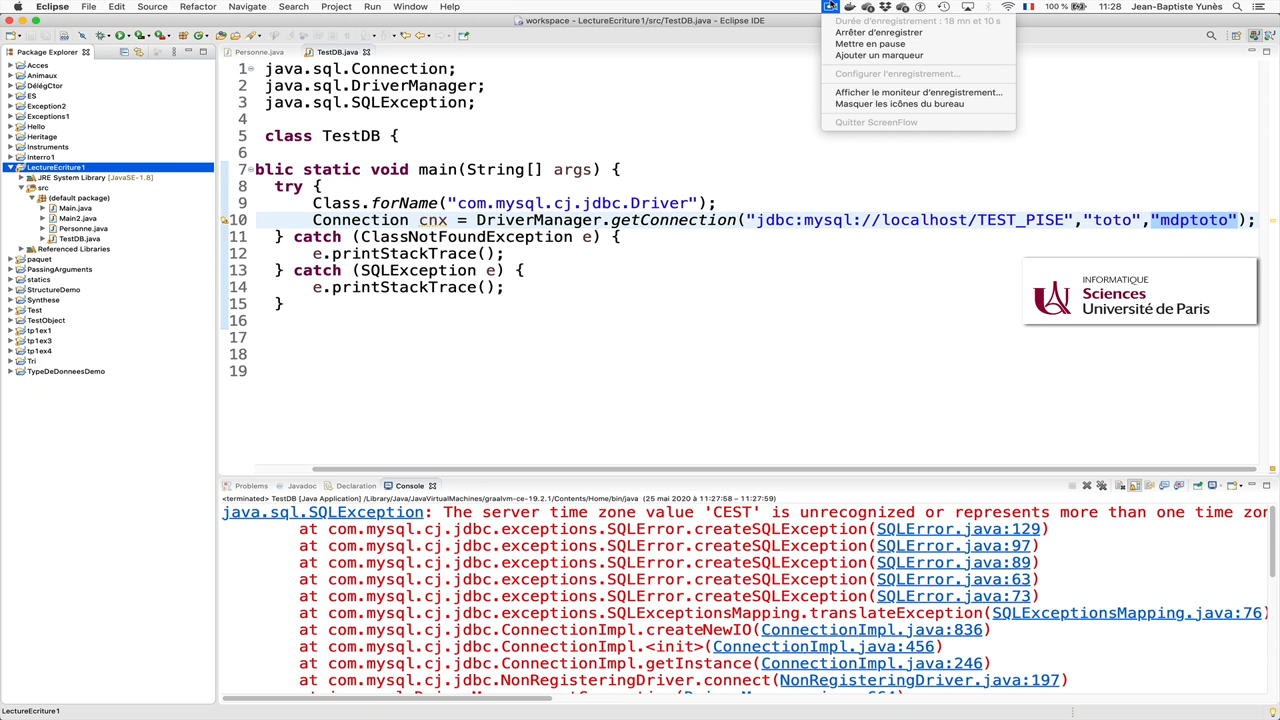 Eclipse File Edit Source Refactor Navigate Search Project Run Window Help 100 % 11:28 Jean-Baptiste Yunès
workspace - LectureEcriture1/src/TestDB.java - Eclipse IDE
Durée d'enregistrement : 18 mn et 10 s
Arrêter d'enregistrer
Mettre en pause
Ajouter un marqueur
Configurer l'enregistrement...
Afficher le moniteur d'enregistrement...
Masquer les icônes du bureau
Quitter ScreenFlow
Package Explorer
Acces
Animaux
DélégCtor
ES
Exception2
Exceptions1
Hello
Heritage
Instruments
Interro1
LectureEcriture1
JRE System Library [JavaSE-1.8]
src
(default package)
Main.java
Main2.java
Personne.java
TestDB.java
Referenced Libraries
paquet
PassingArguments
statics
StructureDemo
Synthese
Test
TestObject
tp1ex1
tp1ex3
tp1ex4
Tri
TypeDeDonneesDemo
Personne.java TestDB.java
1 java.sql.Connection;
2 java.sql.DriverManager;
3 java.sql.SQLException;
4
5 class TestDB {
6
7 blic static void main(String[] args) {
8 try {
9 Class.forName("com.mysql.cj.jdbc.Driver");
10 Connection cnx = DriverManager.getConnection("jdbc:mysql://localhost/TEST_PISE","toto","mdptoto");
11 } catch (ClassNotFoundException e) {
12 e.printStackTrace();
13 } catch (SQLException e) {
14 e.printStackTrace();
15 }
16
17
18
19
INFORMATIQUE
Sciences
Université de Paris
Problems Javadoc Declaration Console
<terminated> TestDB [Java Application] /Library/Java/JavaVirtualMachines/graalvm-ce-19.2.1/Contents/Home/bin/java (25 mai 2020 à 11:27:58 - 11:27:59)
java.sql.SQLException: The server time zone value 'CEST' is unrecognized or represents more than one time zon
at com.mysql.cj.jdbc.exceptions.SQLError.createSQLException(SQLError.java:129)
at com.mysql.cj.jdbc.exceptions.SQLError.createSQLException(SQLError.java:97)
at com.mysql.cj.jdbc.exceptions.SQLError.createSQLException(SQLError.java:89)
at com.mysql.cj.jdbc.exceptions.SQLError.createSQLException(SQLError.java:63)
at com.mysql.cj.jdbc.exceptions.SQLError.createSQLException(SQLError.java:73)
at com.mysql.cj.jdbc.exceptions.SQLExceptionsMapping.translateException(SQLExceptionsMapping.java:76)
at com.mysql.cj.jdbc.ConnectionImpl.createNewIO(ConnectionImpl.java:836)
at com.mysql.cj.jdbc.ConnectionImpl.<init>(ConnectionImpl.java:456)
at com.mysql.cj.jdbc.ConnectionImpl.getInstance(ConnectionImpl.java:246)
at com.mysql.cj.jdbc.NonRegisteringDriver.connect(NonRegisteringDriver.java:197)
LectureEcriture1